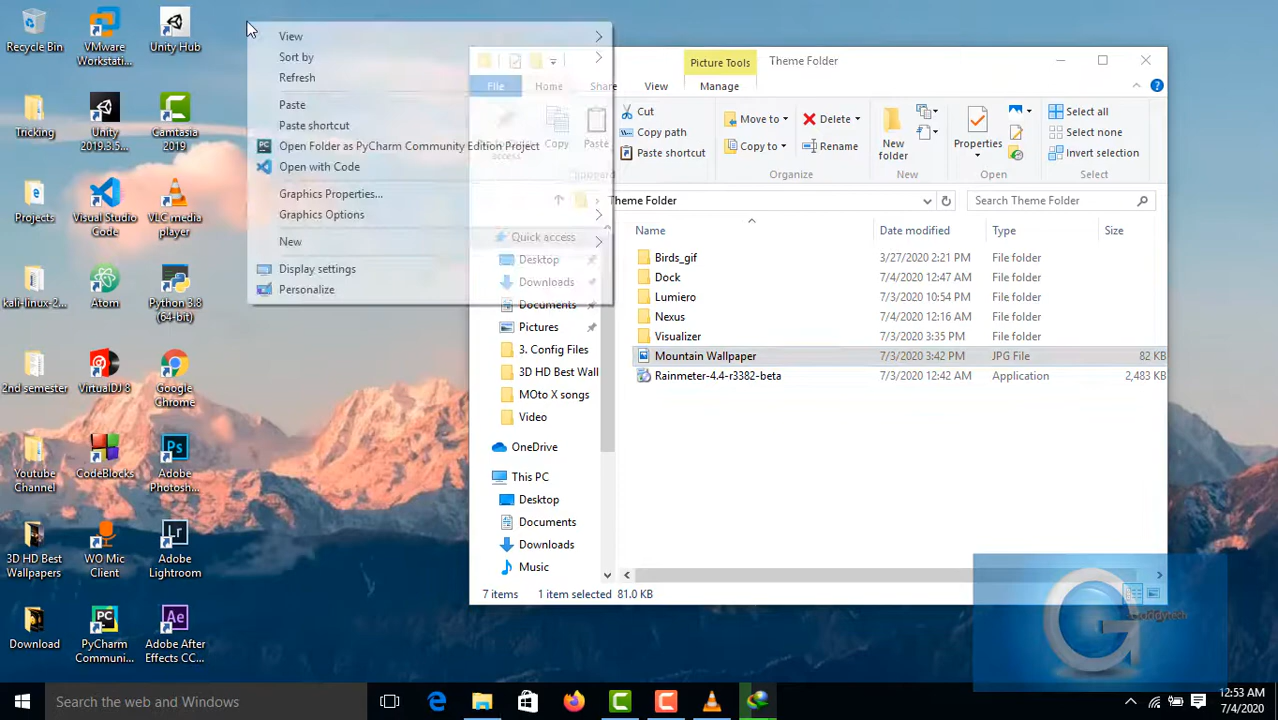 Recycle Bin
VMware
Workstati...
Unity Hub
Tricking
Unity
2019.3.5...
Camtasia
2019
Projects
Visual Studio
Code
VLC media
player
kali-linux-2...
Atom
Python 3.8
(64-bit)
2nd semester
VirtualDJ 8
Google
Chrome
Youtube
Channel
CodeBlocks
Adobe
Photosh...
3D HD Best
Wallpapers
WO Mic
Client
Adobe
Lightroom
Download
PyCharm
Communi...
Adobe After
Effects CC...
View
Sort by
Refresh
Paste
Paste shortcut
Open Folder as PyCharm Community Edition Project
Open with Code
Graphics Properties...
Graphics Options
New
Display settings
Personalize
Picture Tools
Theme Folder
File
Home
Share
View
Manage
Copy
Paste
Cut
Copy path
Paste shortcut
Clipboard
Move to
Copy to
Delete
Rename
Organize
New
folder
New
Properties
Open
Select all
Select none
Invert selection
Select
Theme Folder
Search Theme Folder
Quick access
Desktop
Downloads
Documents
Pictures
3. Config Files
3D HD Best Wall
MOto X songs
Video
OneDrive
This PC
Desktop
Documents
Downloads
Music
Name Date modified Type Size
Birds_gif 3/27/2020 2:21 PM File folder
Dock 7/4/2020 12:47 AM File folder
Lumiero 7/3/2020 10:54 PM File folder
Nexus 7/4/2020 12:16 AM File folder
Visualizer 7/3/2020 3:35 PM File folder
Mountain Wallpaper 7/3/2020 3:42 PM JPG File 82 KB
Rainmeter-4.4-r3382-beta 7/3/2020 12:42 AM Application 2,483 KB
7 items 1 item selected 81.0 KB
Search the web and Windows
12:53 AM
7/4/2020